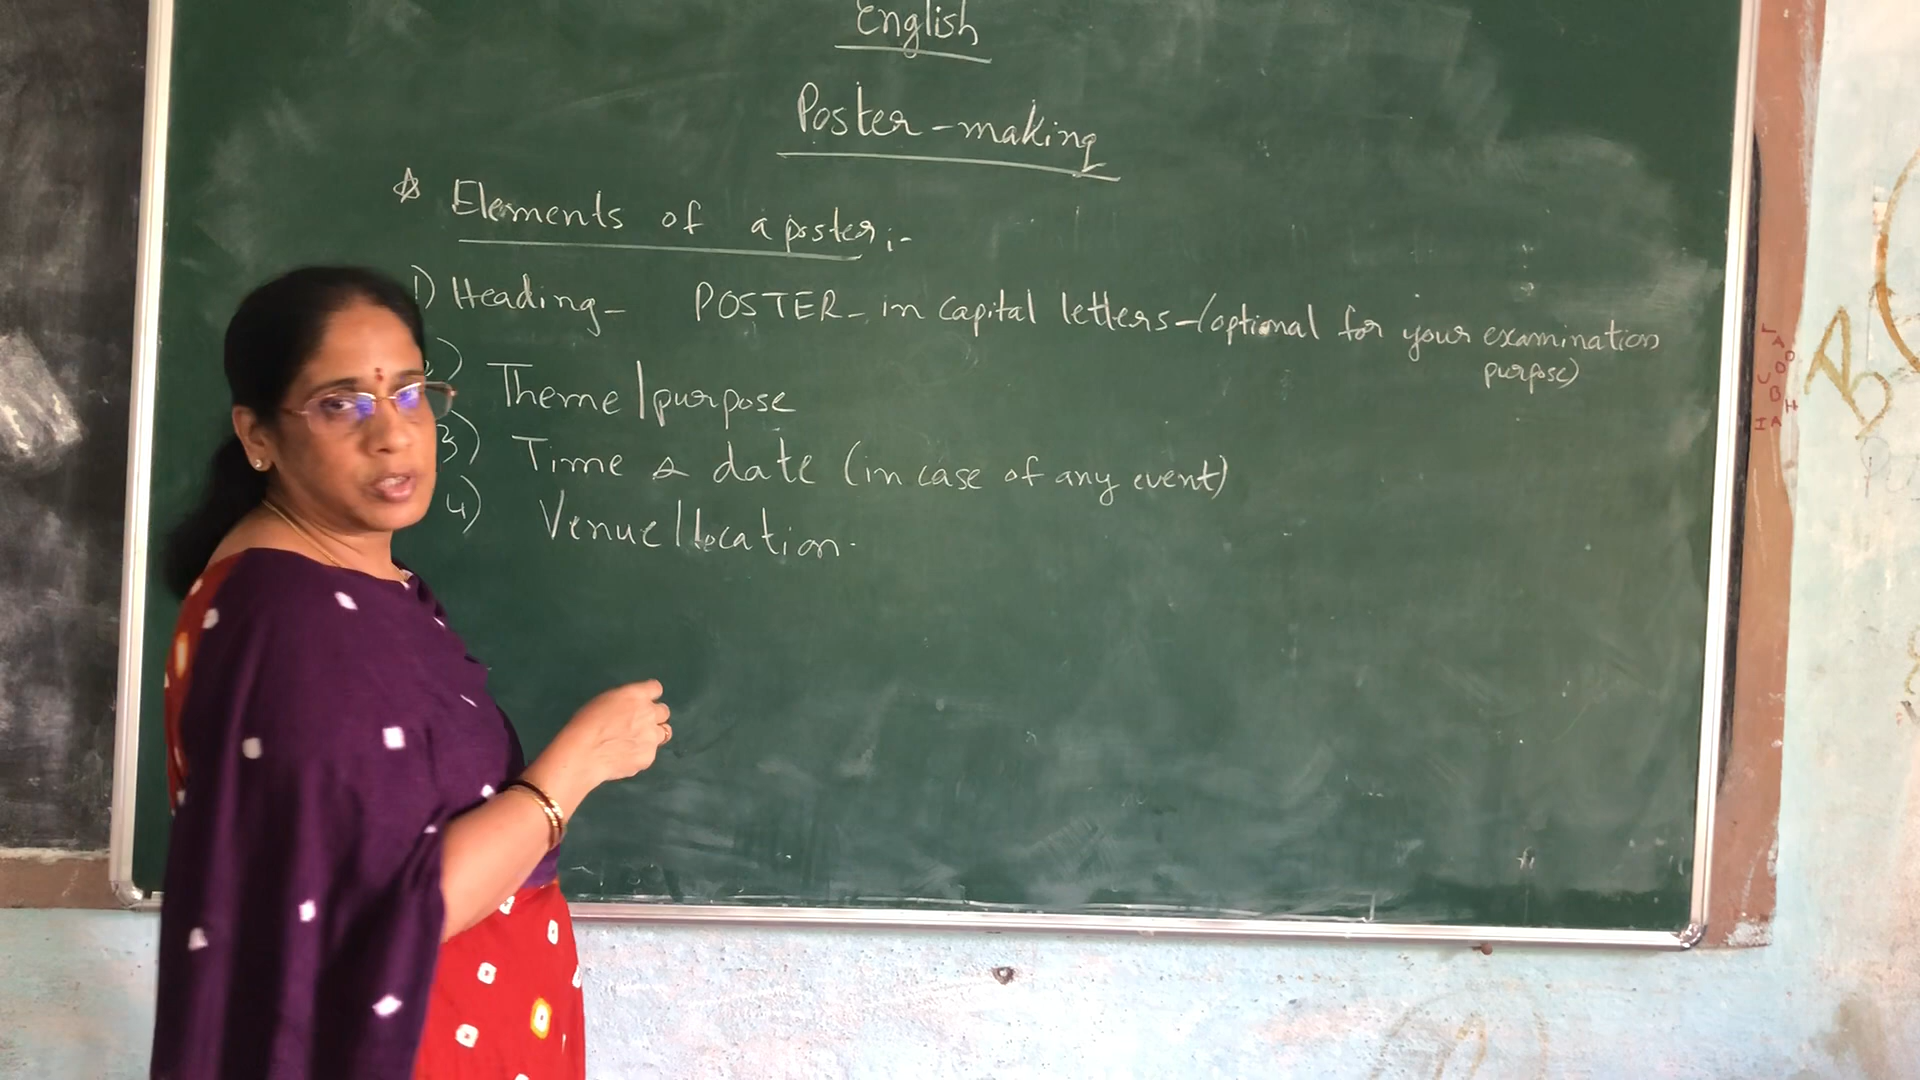 English
Poster-making
Elements of a poster:-
1) Heading- POSTER- in capital letters-(optional for your examination
purpose)
2) Theme/purpose
3) Time & date (in case of any event)
4) Venue/location.